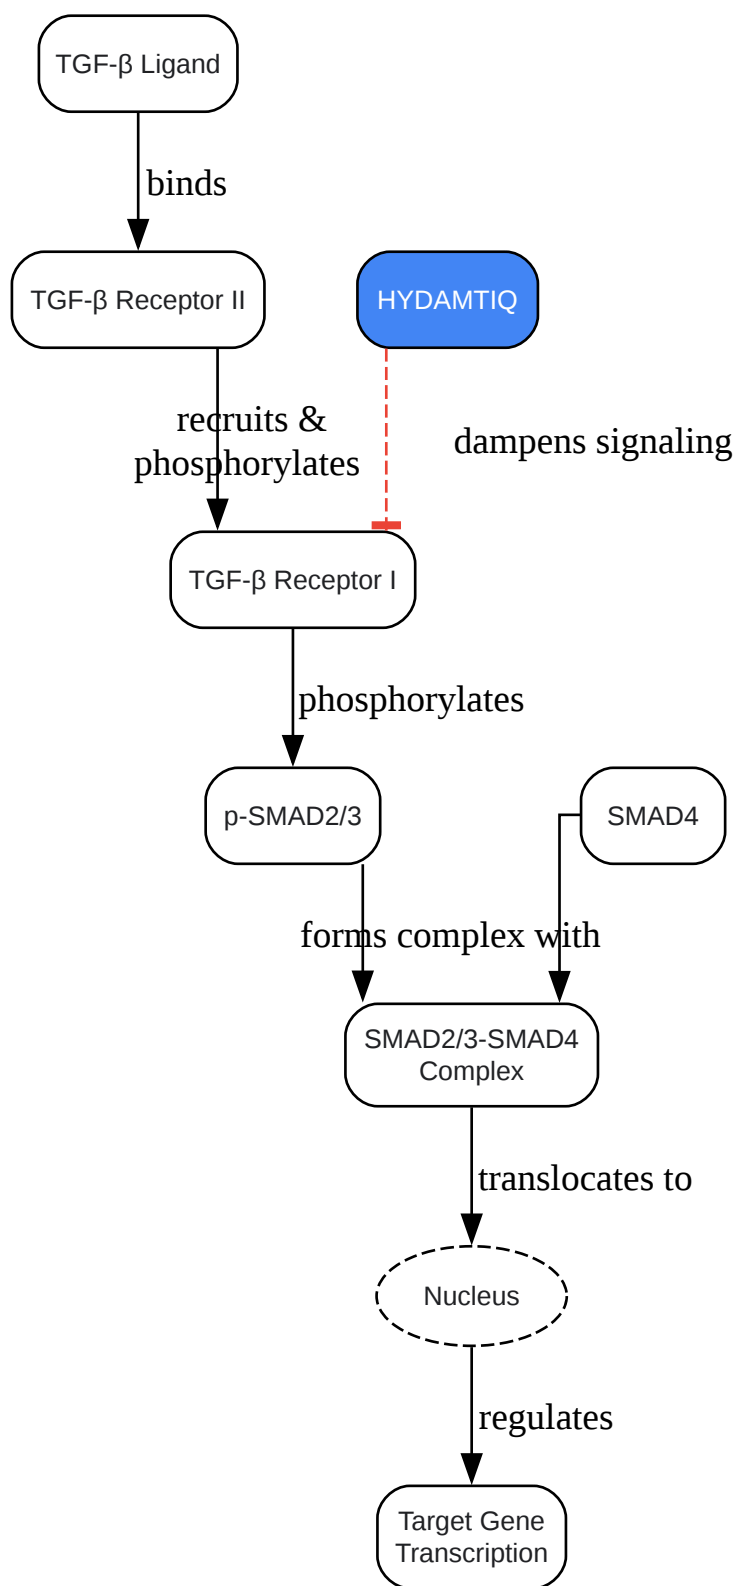 TGF-β Ligand
binds
TGF-β Receptor II
HYDAMTIQ
recruits &
phosphorylates
dampens signaling
TGF-β Receptor I
phosphorylates
p-SMAD2/3
SMAD4
forms complex with
SMAD2/3-SMAD4
Complex
translocates to
Nucleus
regulates
Target Gene
Transcription